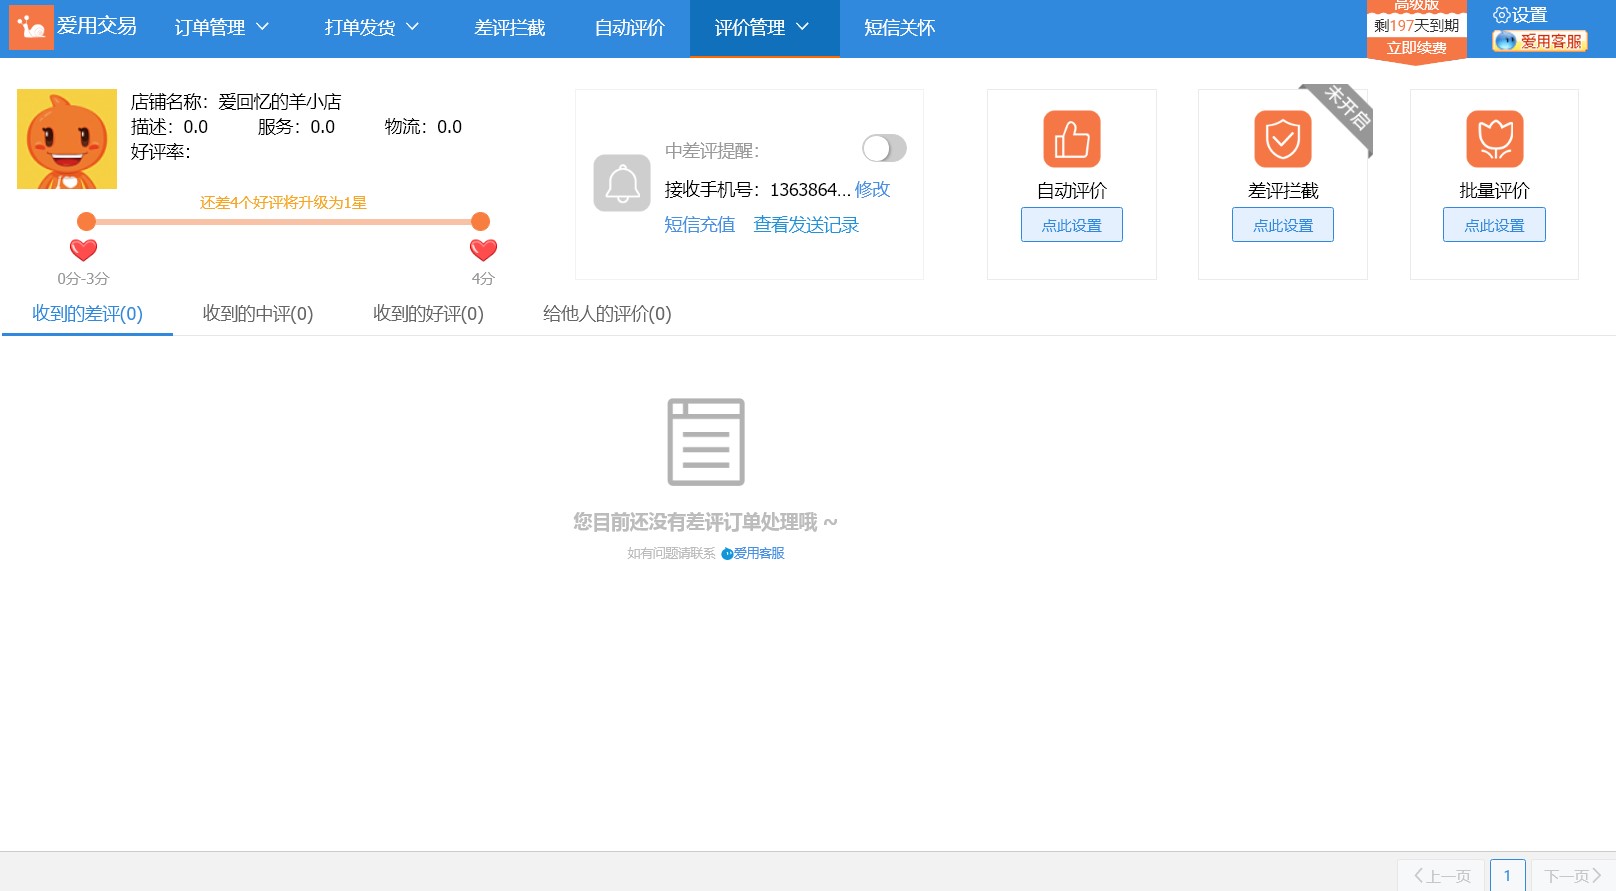 爱用交易
订单管理
打单发货
差评拦截
自动评价
评价管理
短信关怀
高级版
剩197天到期
立即续费
设置
爱用客服
店铺名称：爱回忆的羊小店
描述：0.0 服务：0.0 物流：0.0
好评率：
还差4个好评将升级为1星
0分-3分
4分
中差评提醒：
接收手机号：1363864... 修改
短信充值 查看发送记录
自动评价
点此设置
未开启
差评拦截
点此设置
批量评价
点此设置
收到的差评(0)
收到的中评(0)
收到的好评(0)
给他人的评价(0)
您目前还没有差评订单处理哦 ~
如有问题请联系 爱用客服
上一页
1
下一页